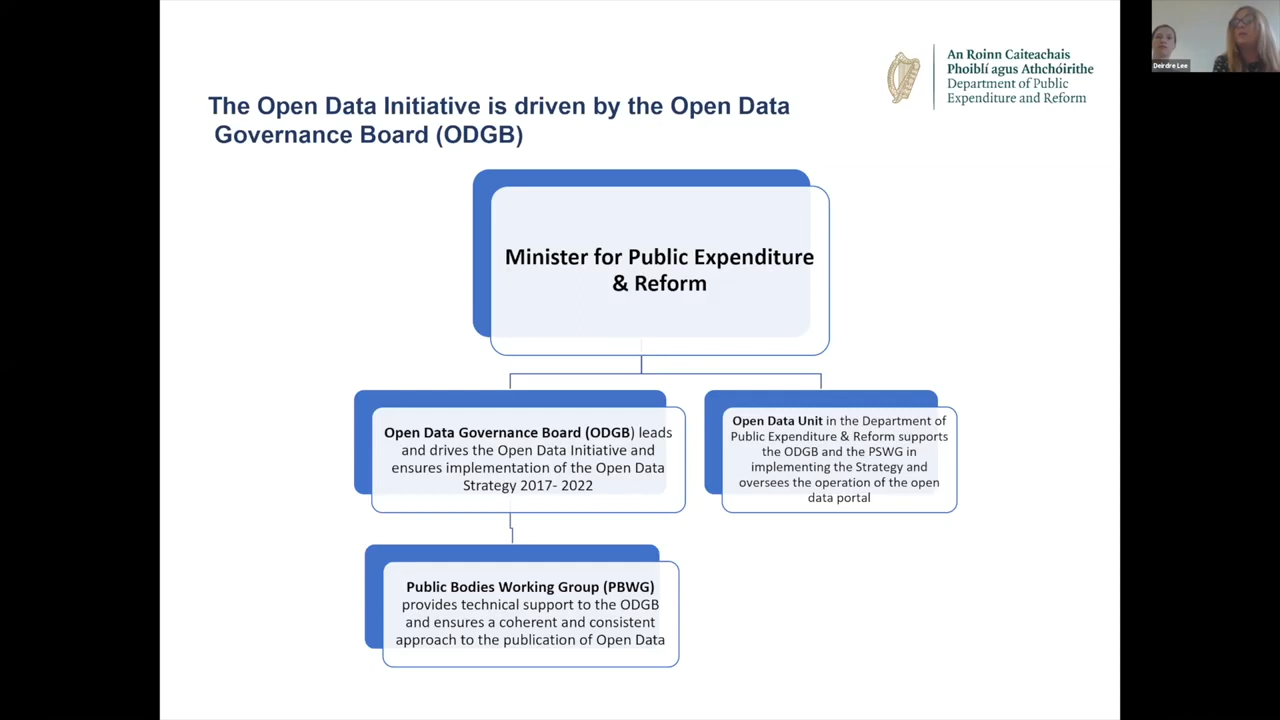 An Roinn Caiteachais
Phoiblí agus Athchóirithe
Department of Public
Expenditure and Reform
Deirdre Lee
The Open Data Initiative is driven by the Open Data
Governance Board (ODGB)
Minister for Public Expenditure
& Reform
Open Data Governance Board (ODGB) leads
and drives the Open Data Initiative and
ensures implementation of the Open Data
Strategy 2017- 2022
Open Data Unit in the Department of
Public Expenditure & Reform supports
the ODGB and the PSWG in
implementing the Strategy and
oversees the operation of the open
data portal
Public Bodies Working Group (PBWG)
provides technical support to the ODGB
and ensures a coherent and consistent
approach to the publication of Open Data